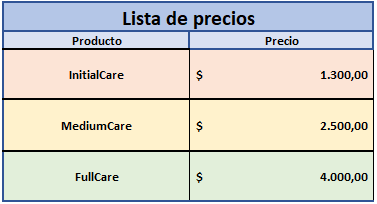 Lista de precios
Producto Precio
InitialCare $ 1.300,00
MediumCare $ 2.500,00
FullCare $ 4.000,00